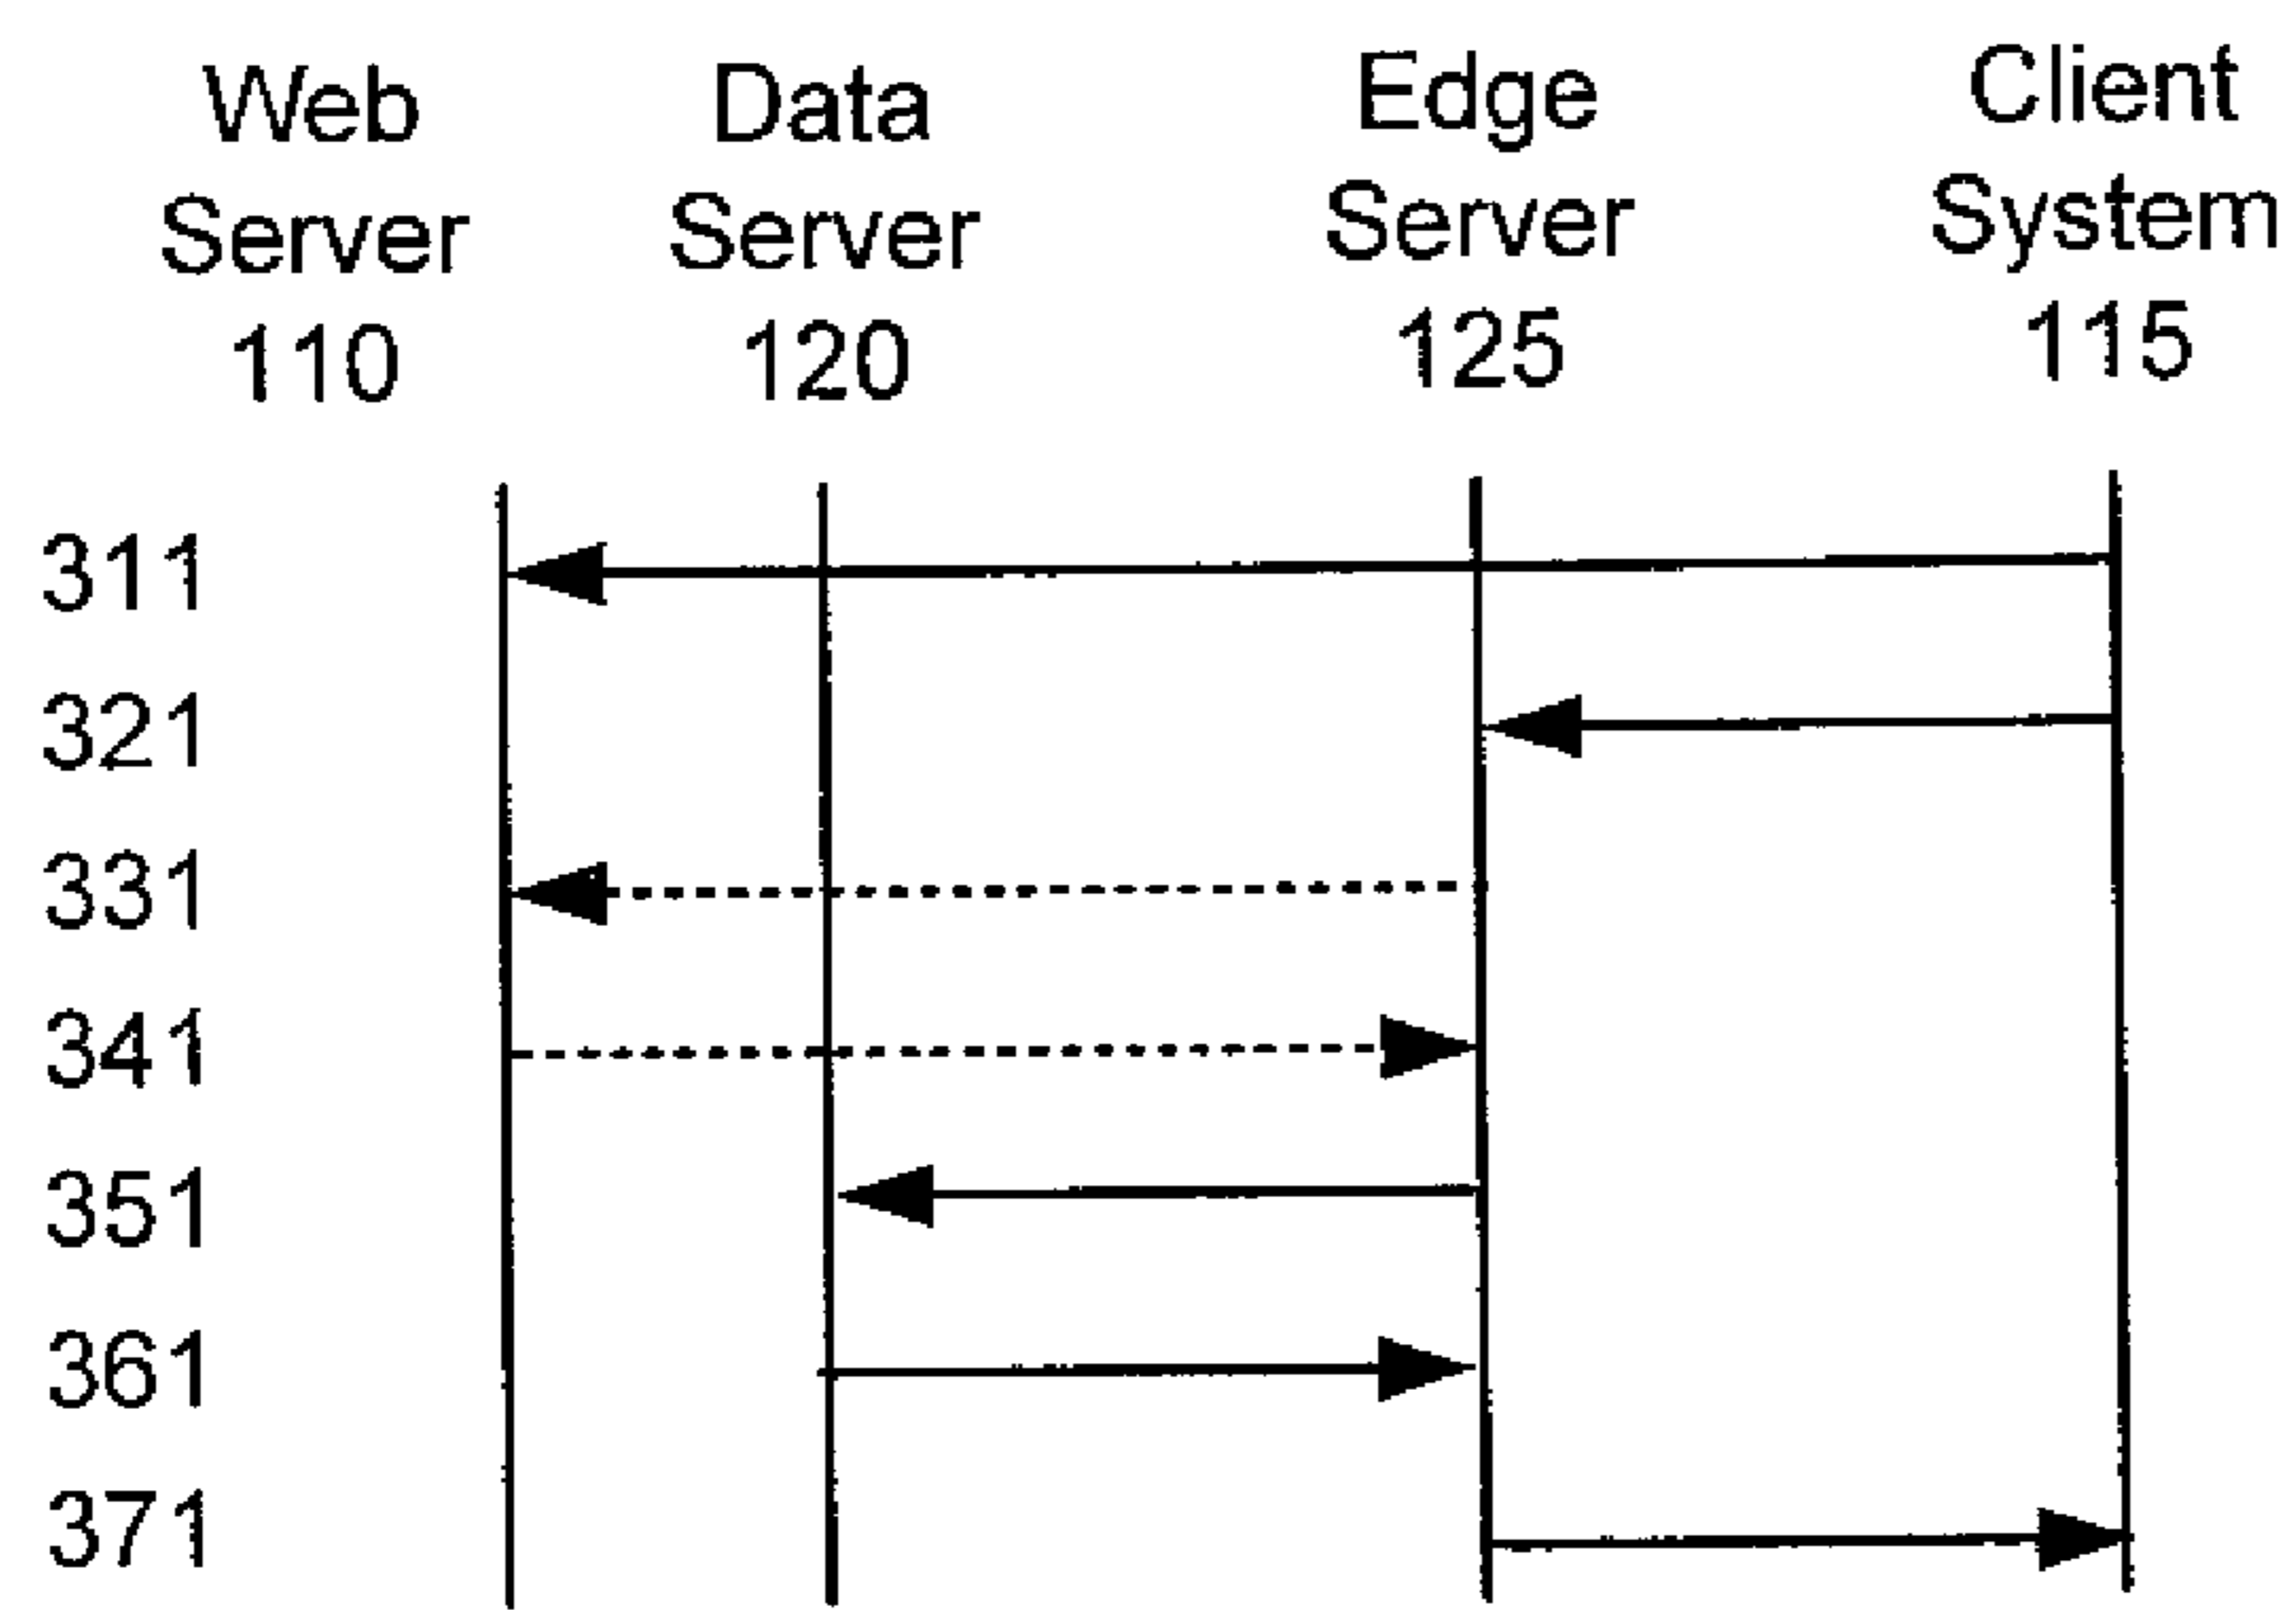 Web
Server
110
Data
Server
120
Edge
Server
125
Client
System
115
311
321
331
341
351
361
371